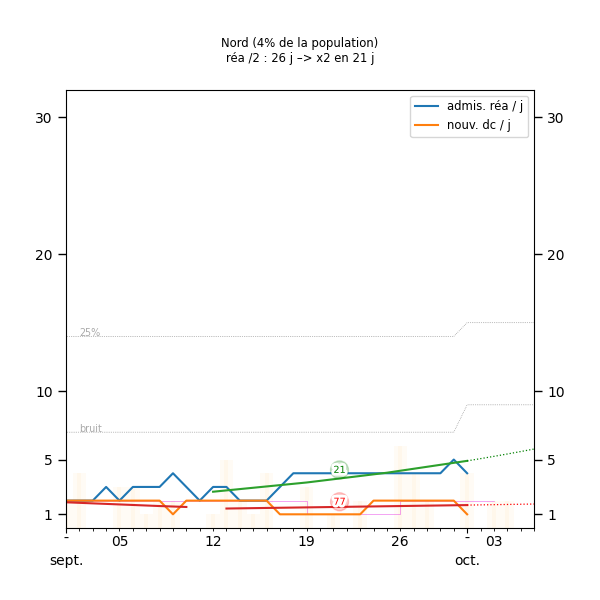 Nord (4% de la population)
réa /2 : 26 j –> x2 en 21 j
admis. réa / j
nouv. dc / j
30
30
20
20
25%
10
10
bruit
5
5
21
77
1
1
- 05 12 19 26 - 03
sept. oct.